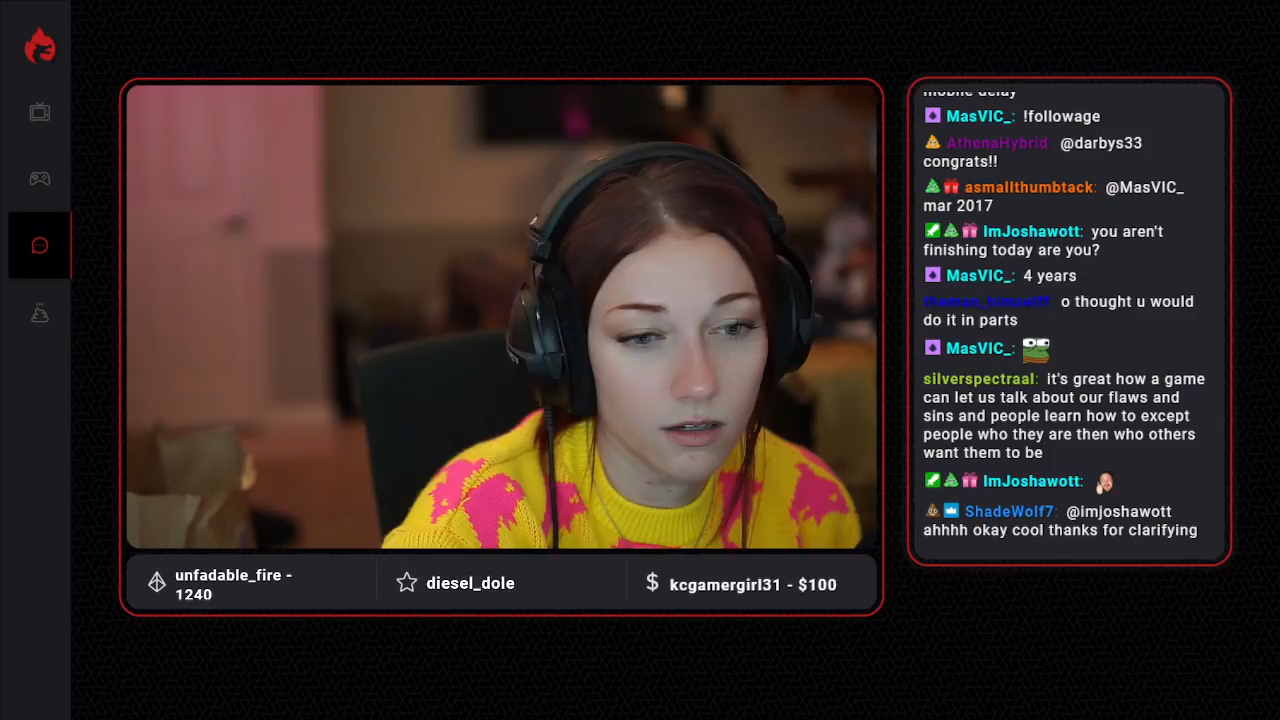 mobile delay
MasVIC_: !followage
AthenaHybrid @darbys33
congrats!!
asmallthumbtack: @MasVIC_
mar 2017
ImJoshawott: you aren't
finishing today are you?
MasVIC_: 4 years
o thought u would
do it in parts
MasVIC_:
silverspectraal: it's great how a game
can let us talk about our flaws and
sins and people learn how to except
people who they are then who others
want them to be
ImJoshawott:
ShadeWolf7: @imjoshawott
ahhhh okay cool thanks for clarifying
unfadable_fire -
1240
diesel_dole
kcgamergirl31 - $100